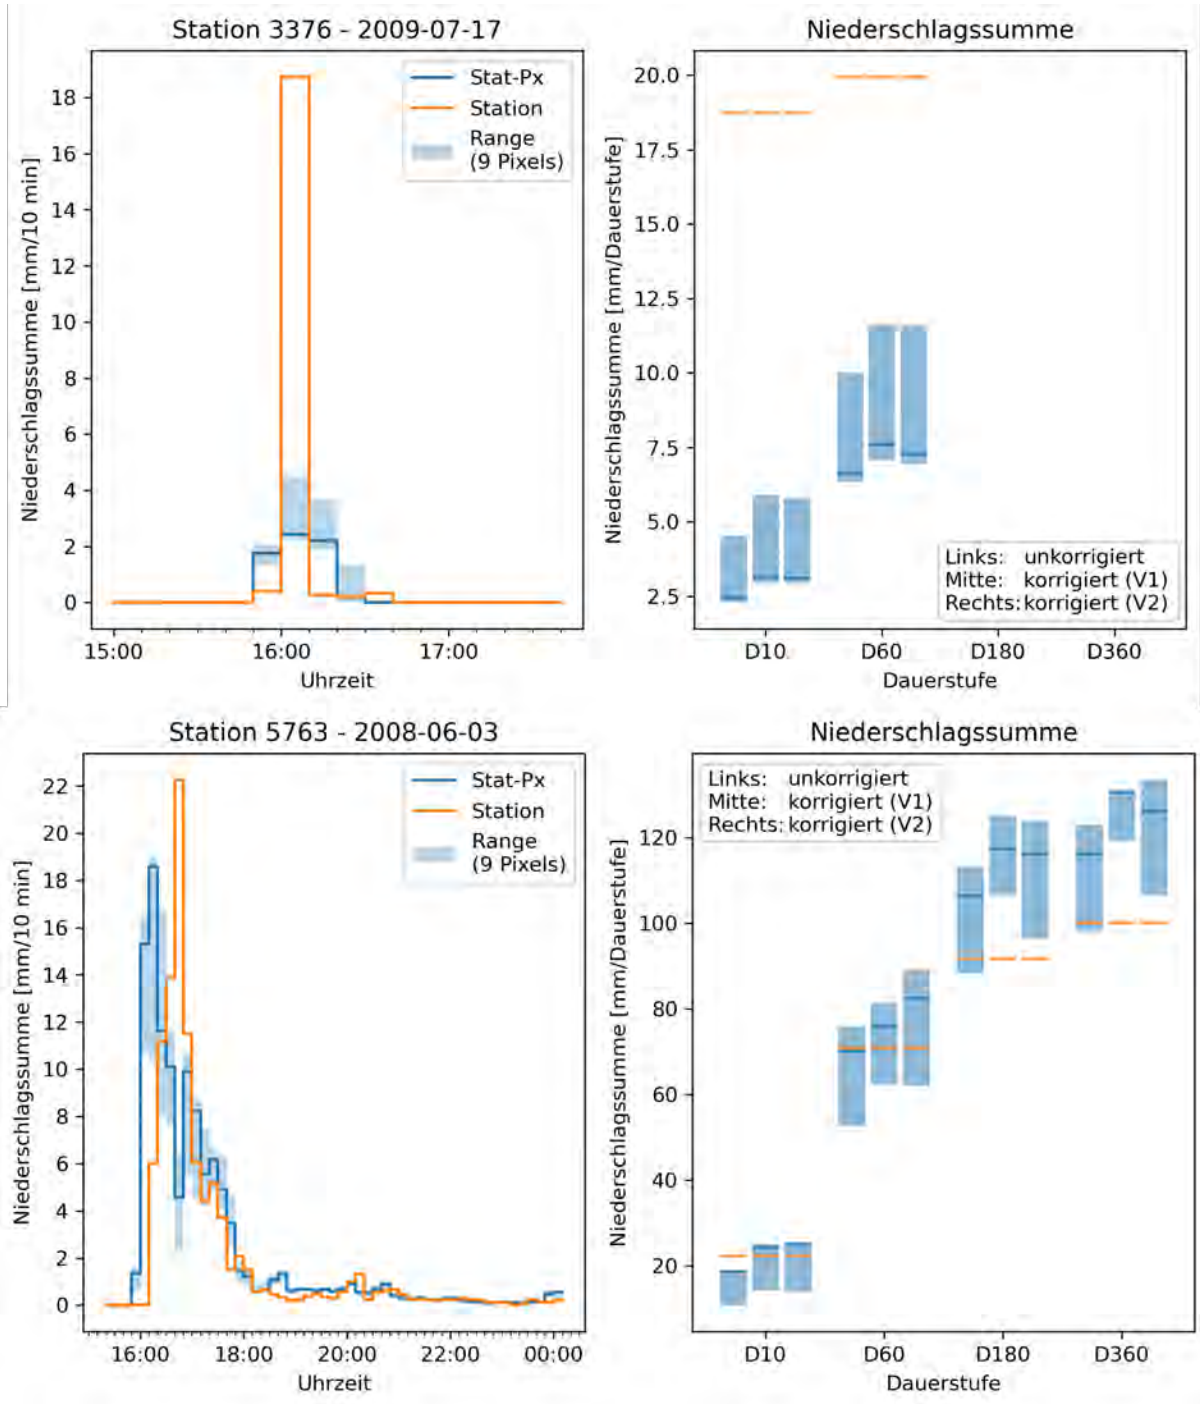 Station 3376 - 2009-07-17
Niederschlagssumme [mm/10 min]
18
16
14
12
10
8
6
4
2
0
Stat-Px
Station
Range
(9 Pixels)
15:00 16:00 17:00
Uhrzeit
Niederschlagssumme
Niederschlagssumme [mm/Dauerstufe]
20.0
17.5
15.0
12.5
10.0
7.5
5.0
2.5
Links: unkorrigiert
Mitte: korrigiert (V1)
Rechts: korrigiert (V2)
D10 D60 D180 D360
Dauerstufe
Station 5763 - 2008-06-03
Niederschlagssumme [mm/10 min]
22
20
18
16
14
12
10
8
6
4
2
0
Stat-Px
Station
Range
(9 Pixels)
16:00 18:00 20:00 22:00 00:00
Uhrzeit
Niederschlagssumme
Niederschlagssumme [mm/Dauerstufe]
Links: unkorrigiert
Mitte: korrigiert (V1)
Rechts: korrigiert (V2)
120
100
80
60
40
20
D10 D60 D180 D360
Dauerstufe